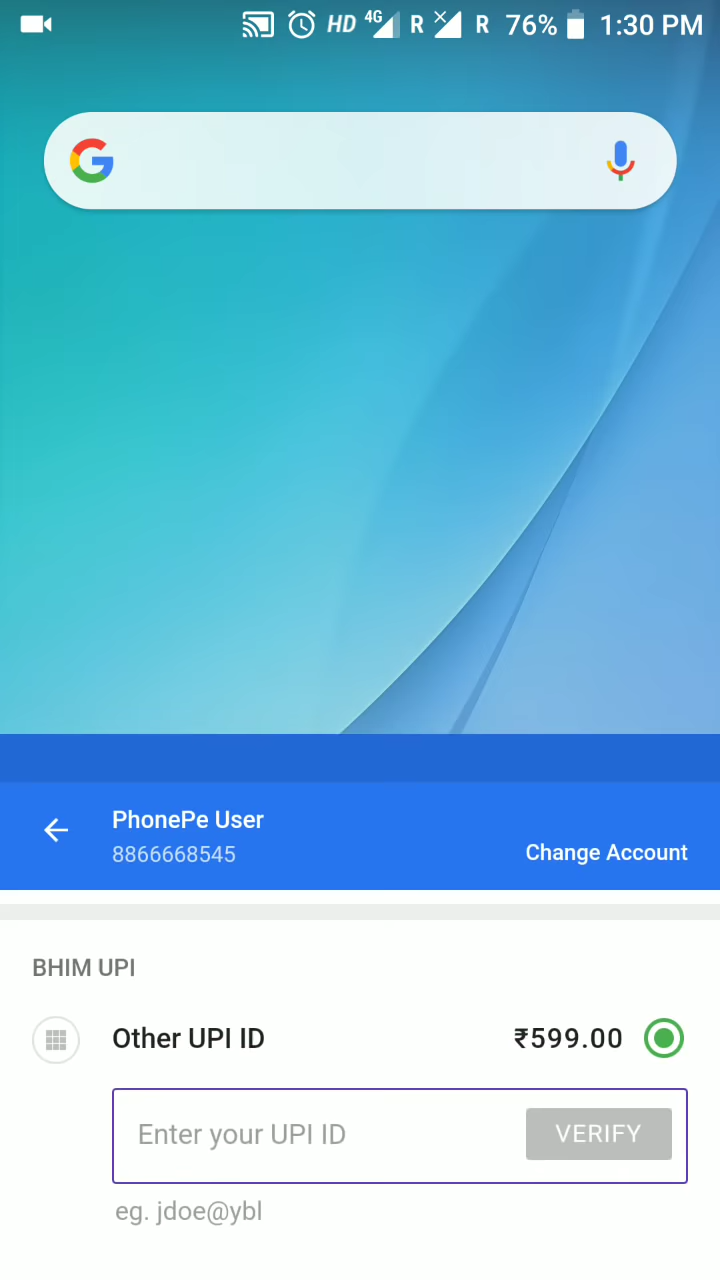 HD 4G R R 76% 1:30 PM
G
PhonePe User
8866668545
Change Account
BHIM UPI
Other UPI ID ₹599.00
Enter your UPI ID VERIFY
eg. jdoe@ybl